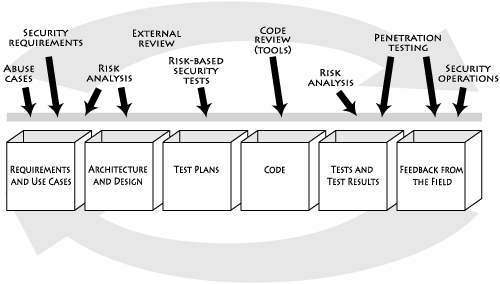 Security
Requirements
Abuse
Cases
Risk
Analysis
External
Review
Risk-based
Security
Tests
Code
Review
(Tools)
Risk
Analysis
Penetration
Testing
Security
Operations
Requirements
and Use Cases
Architecture
and Design
Test Plans
Code
Tests and
Test Results
Feedback from
the Field